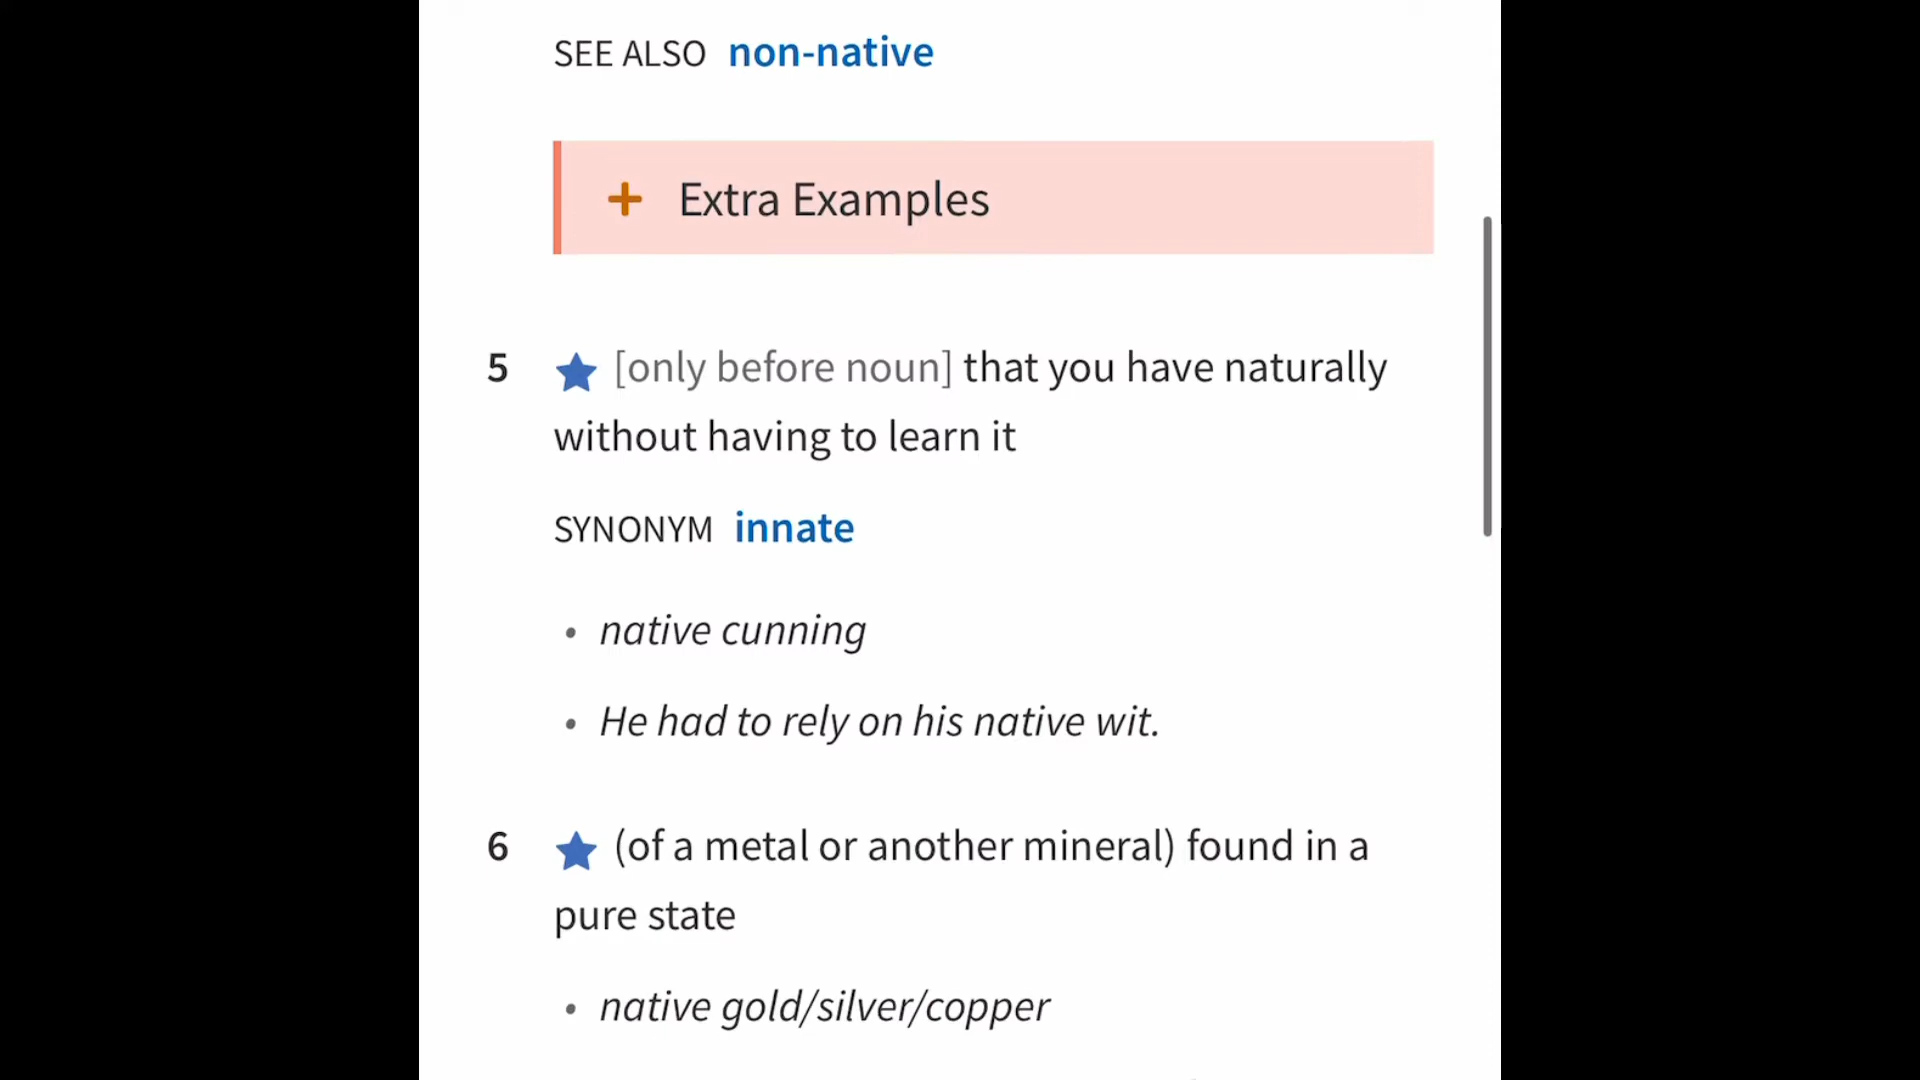 SEE ALSO non-native
+ Extra Examples
5 ★ [only before noun] that you have naturally
without having to learn it
SYNONYM innate
• native cunning
• He had to rely on his native wit.
6 ★ (of a metal or another mineral) found in a
pure state
• native gold/silver/copper